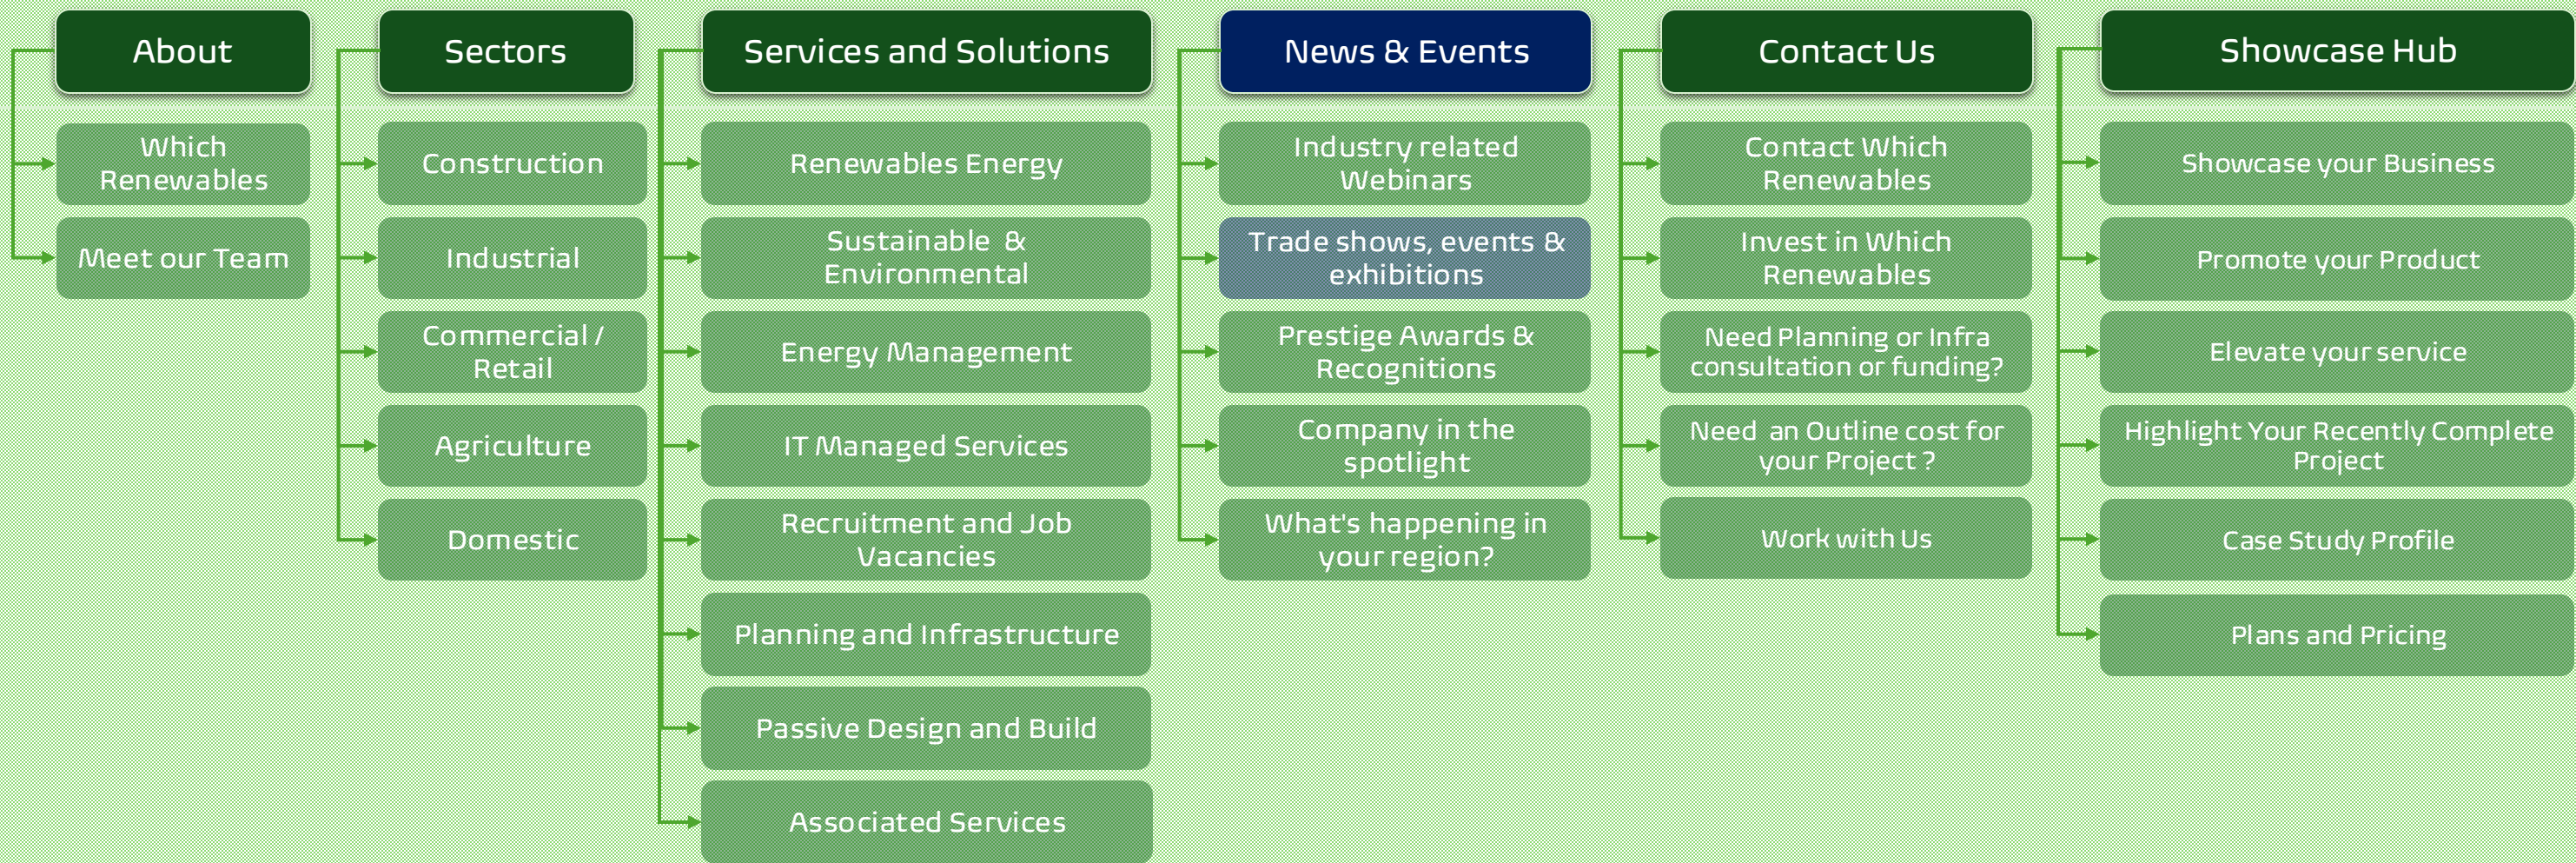 About
Which
Renewables
Meet our Team
Sectors
Construction
Industrial
Commercial /
Retail
Agriculture
Domestic
Services and Solutions
Renewables Energy
Sustainable &
Environmental
Energy Management
IT Managed Services
Recruitment and Job
Vacancies
Planning and Infrastructure
Passive Design and Build
Associated Services
News & Events
Industry related
Webinars
Trade shows, events &
exhibitions
Prestige Awards &
Recognitions
Company in the
spotlight
What's happening in
your region?
Contact Us
Contact Which
Renewables
Invest in Which
Renewables
Need Planning or Infra
consultation or funding?
Need an Outline cost for
your Project ?
Work with Us
Showcase Hub
Showcase your Business
Promote your Product
Elevate your service
Highlight Your Recently Complete
Project
Case Study Profile
Plans and Pricing